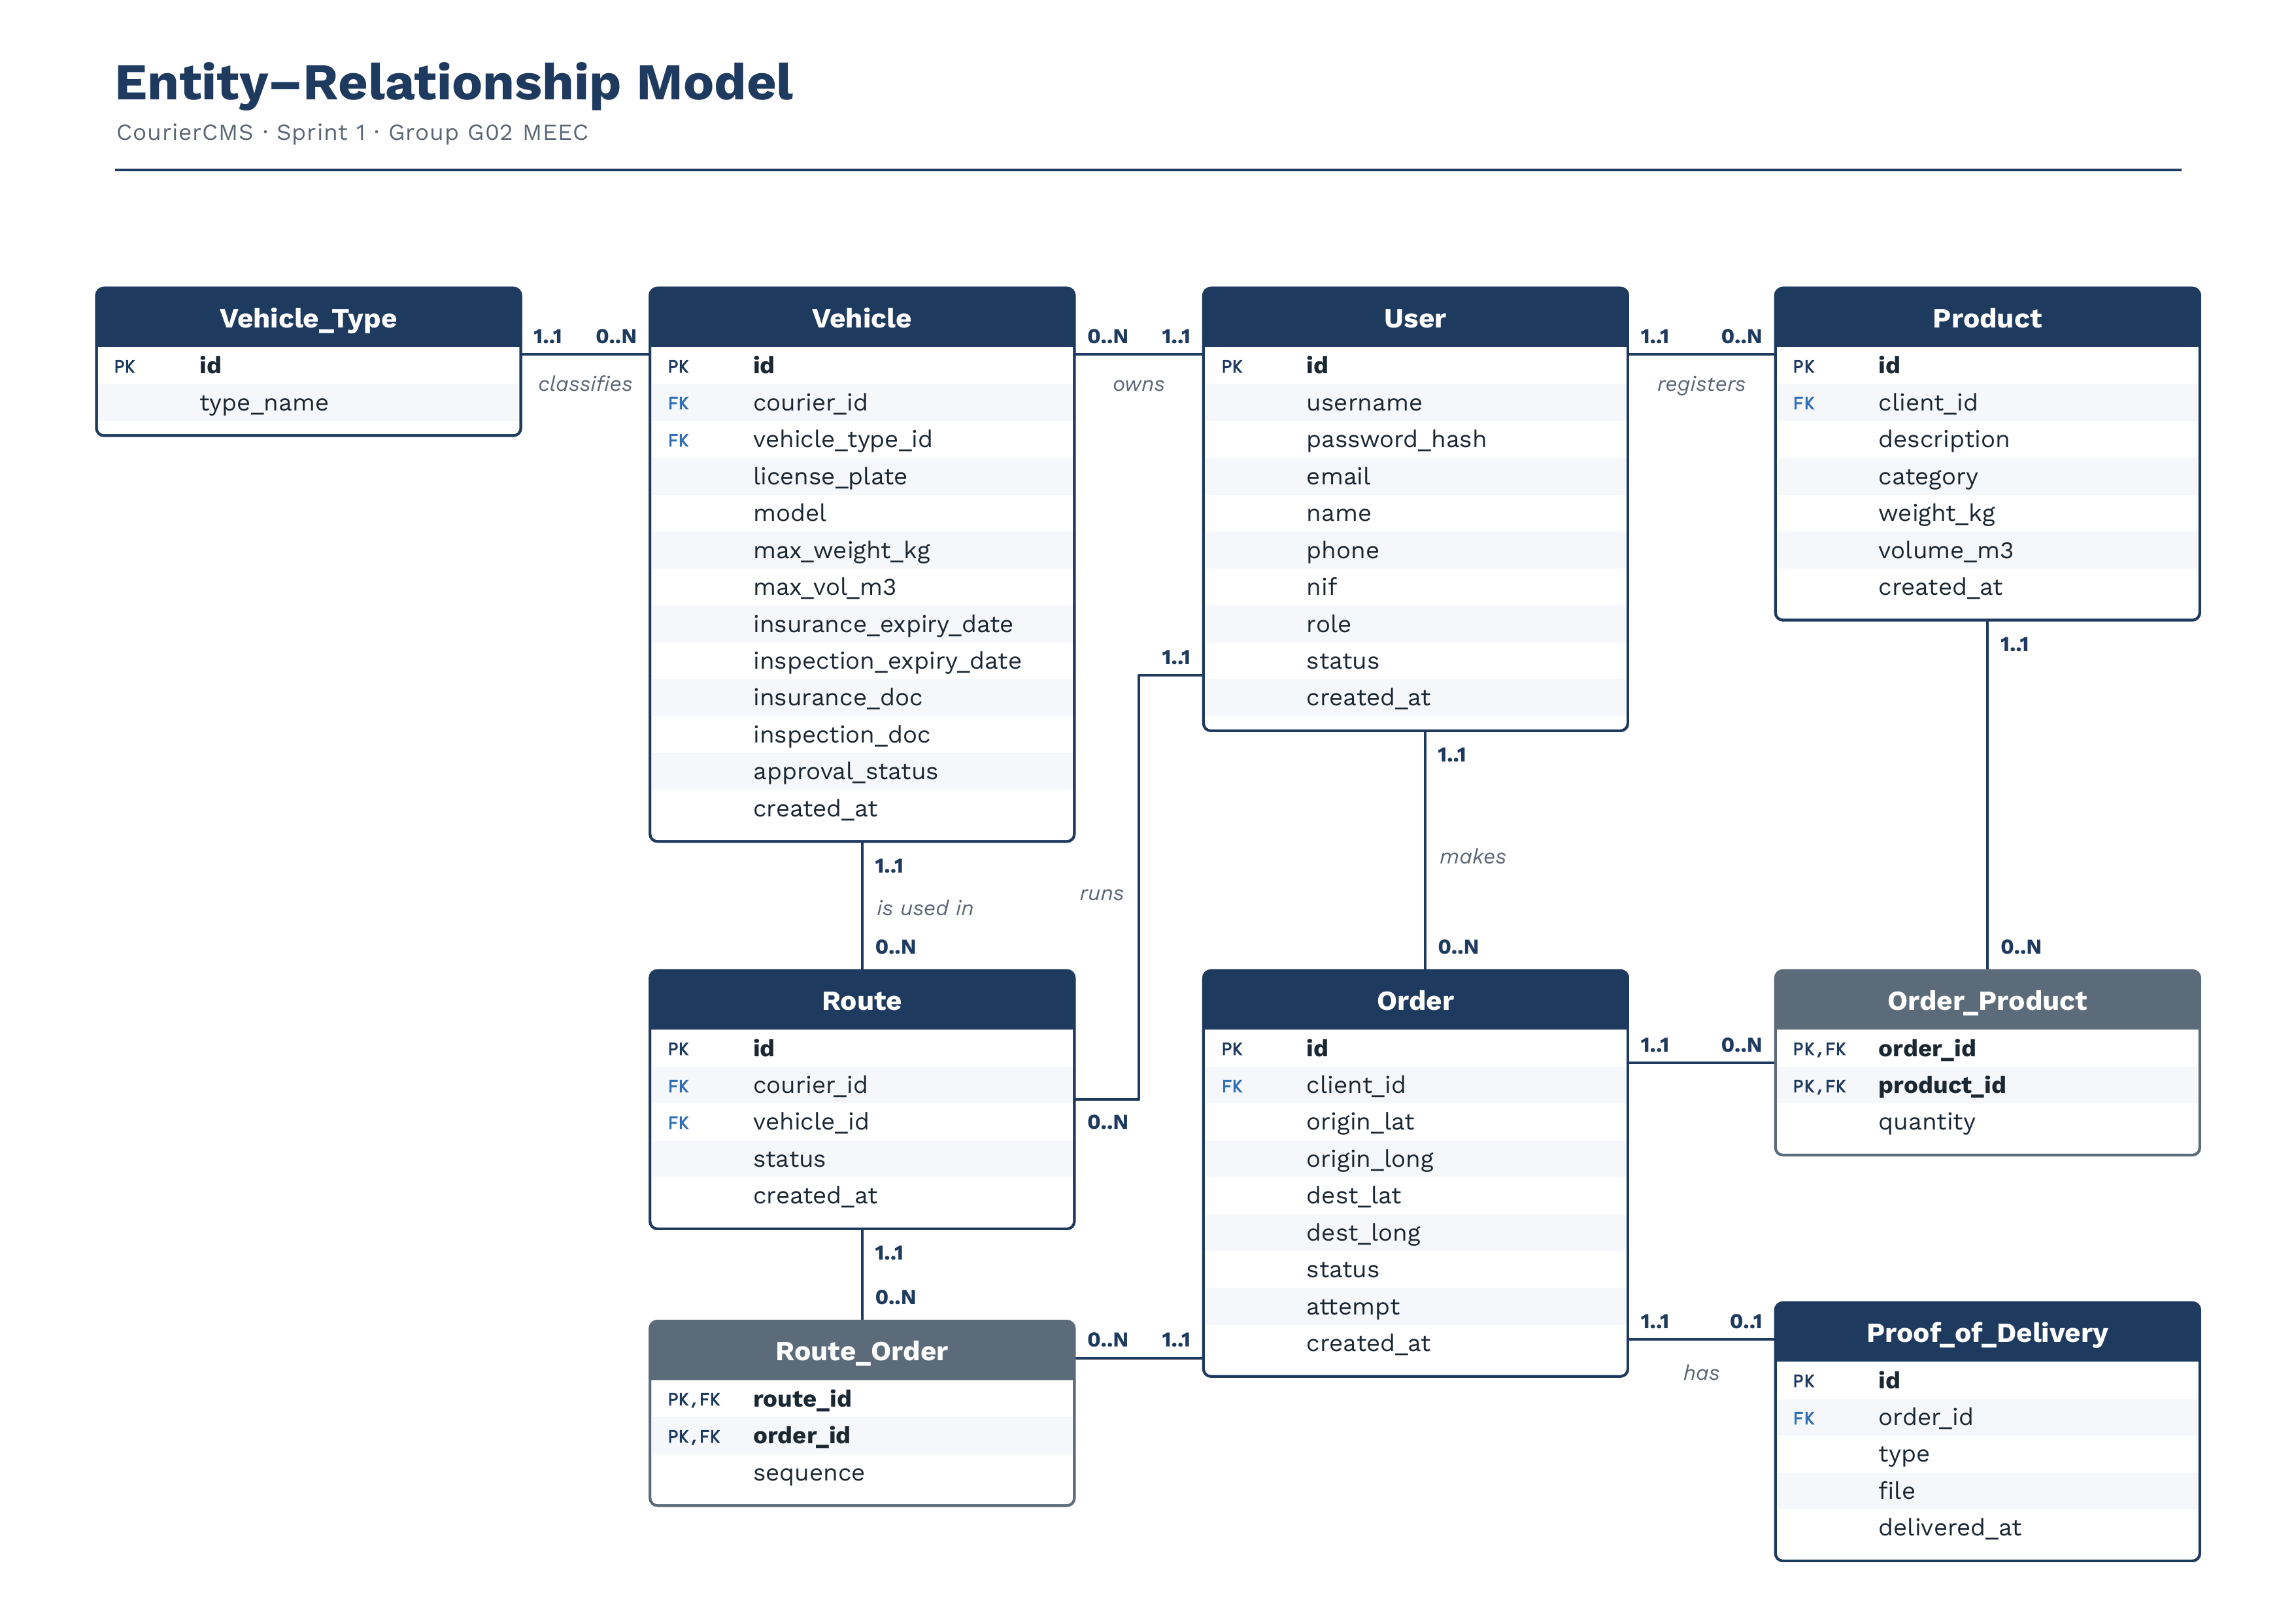 Entity–Relationship Model
CourierCMS · Sprint 1 · Group G02 MEEC
Vehicle_Type
PK id
type_name
1..1 0..N
classifies
Vehicle
PK id
FK courier_id
FK vehicle_type_id
license_plate
model
max_weight_kg
max_vol_m3
insurance_expiry_date
inspection_expiry_date
insurance_doc
inspection_doc
approval_status
created_at
0..N 1..1
owns
User
PK id
username
password_hash
email
name
phone
nif
role
status
created_at
1..1 0..N
registers
Product
PK id
FK client_id
description
category
weight_kg
volume_m3
created_at
1..1
is used in
0..N
1..1
runs
0..N
1..1
makes
0..N
1..1
0..N
Route
PK id
FK courier_id
FK vehicle_id
status
created_at
Order
PK id
FK client_id
origin_lat
origin_long
dest_lat
dest_long
status
attempt
created_at
1..1 0..N
Order_Product
PK,FK order_id
PK,FK product_id
quantity
1..1
0..N
Route_Order
PK,FK route_id
PK,FK order_id
sequence
0..N 1..1
1..1 0..1
has
Proof_of_Delivery
PK id
FK order_id
type
file
delivered_at